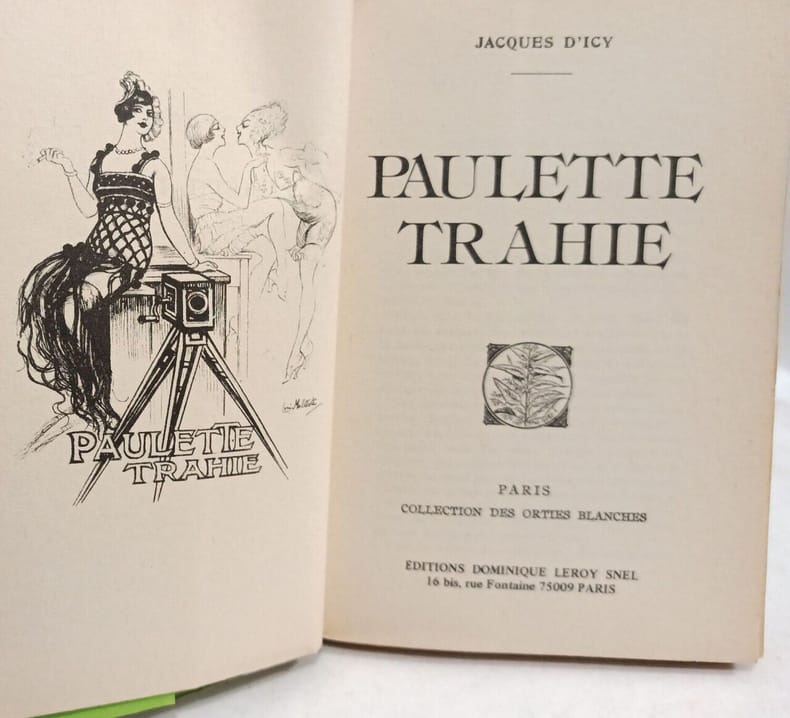 PAULETTE
TRAHIE
JACQUES D'ICY
PAULETTE
TRAHIE
PARIS
COLLECTION DES ORTIES BLANCHES
EDITIONS DOMINIQUE LEROY SNEL
16 bis, rue Fontaine 75009 PARIS